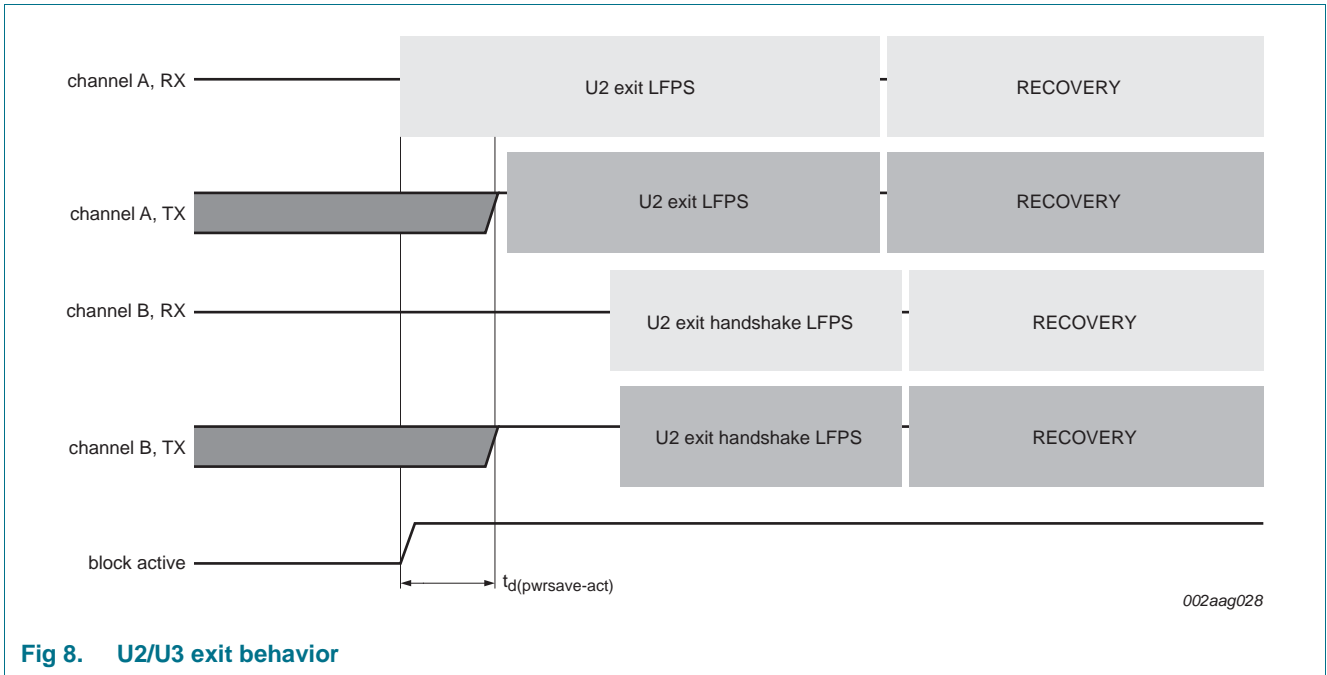 channel A, RX
U2 exit LFPS
RECOVERY
channel A, TX
U2 exit LFPS
RECOVERY
channel B, RX
U2 exit handshake LFPS
RECOVERY
channel B, TX
U2 exit handshake LFPS
RECOVERY
block active
td(pwrsave-act)
002aag028
Fig 8. U2/U3 exit behavior